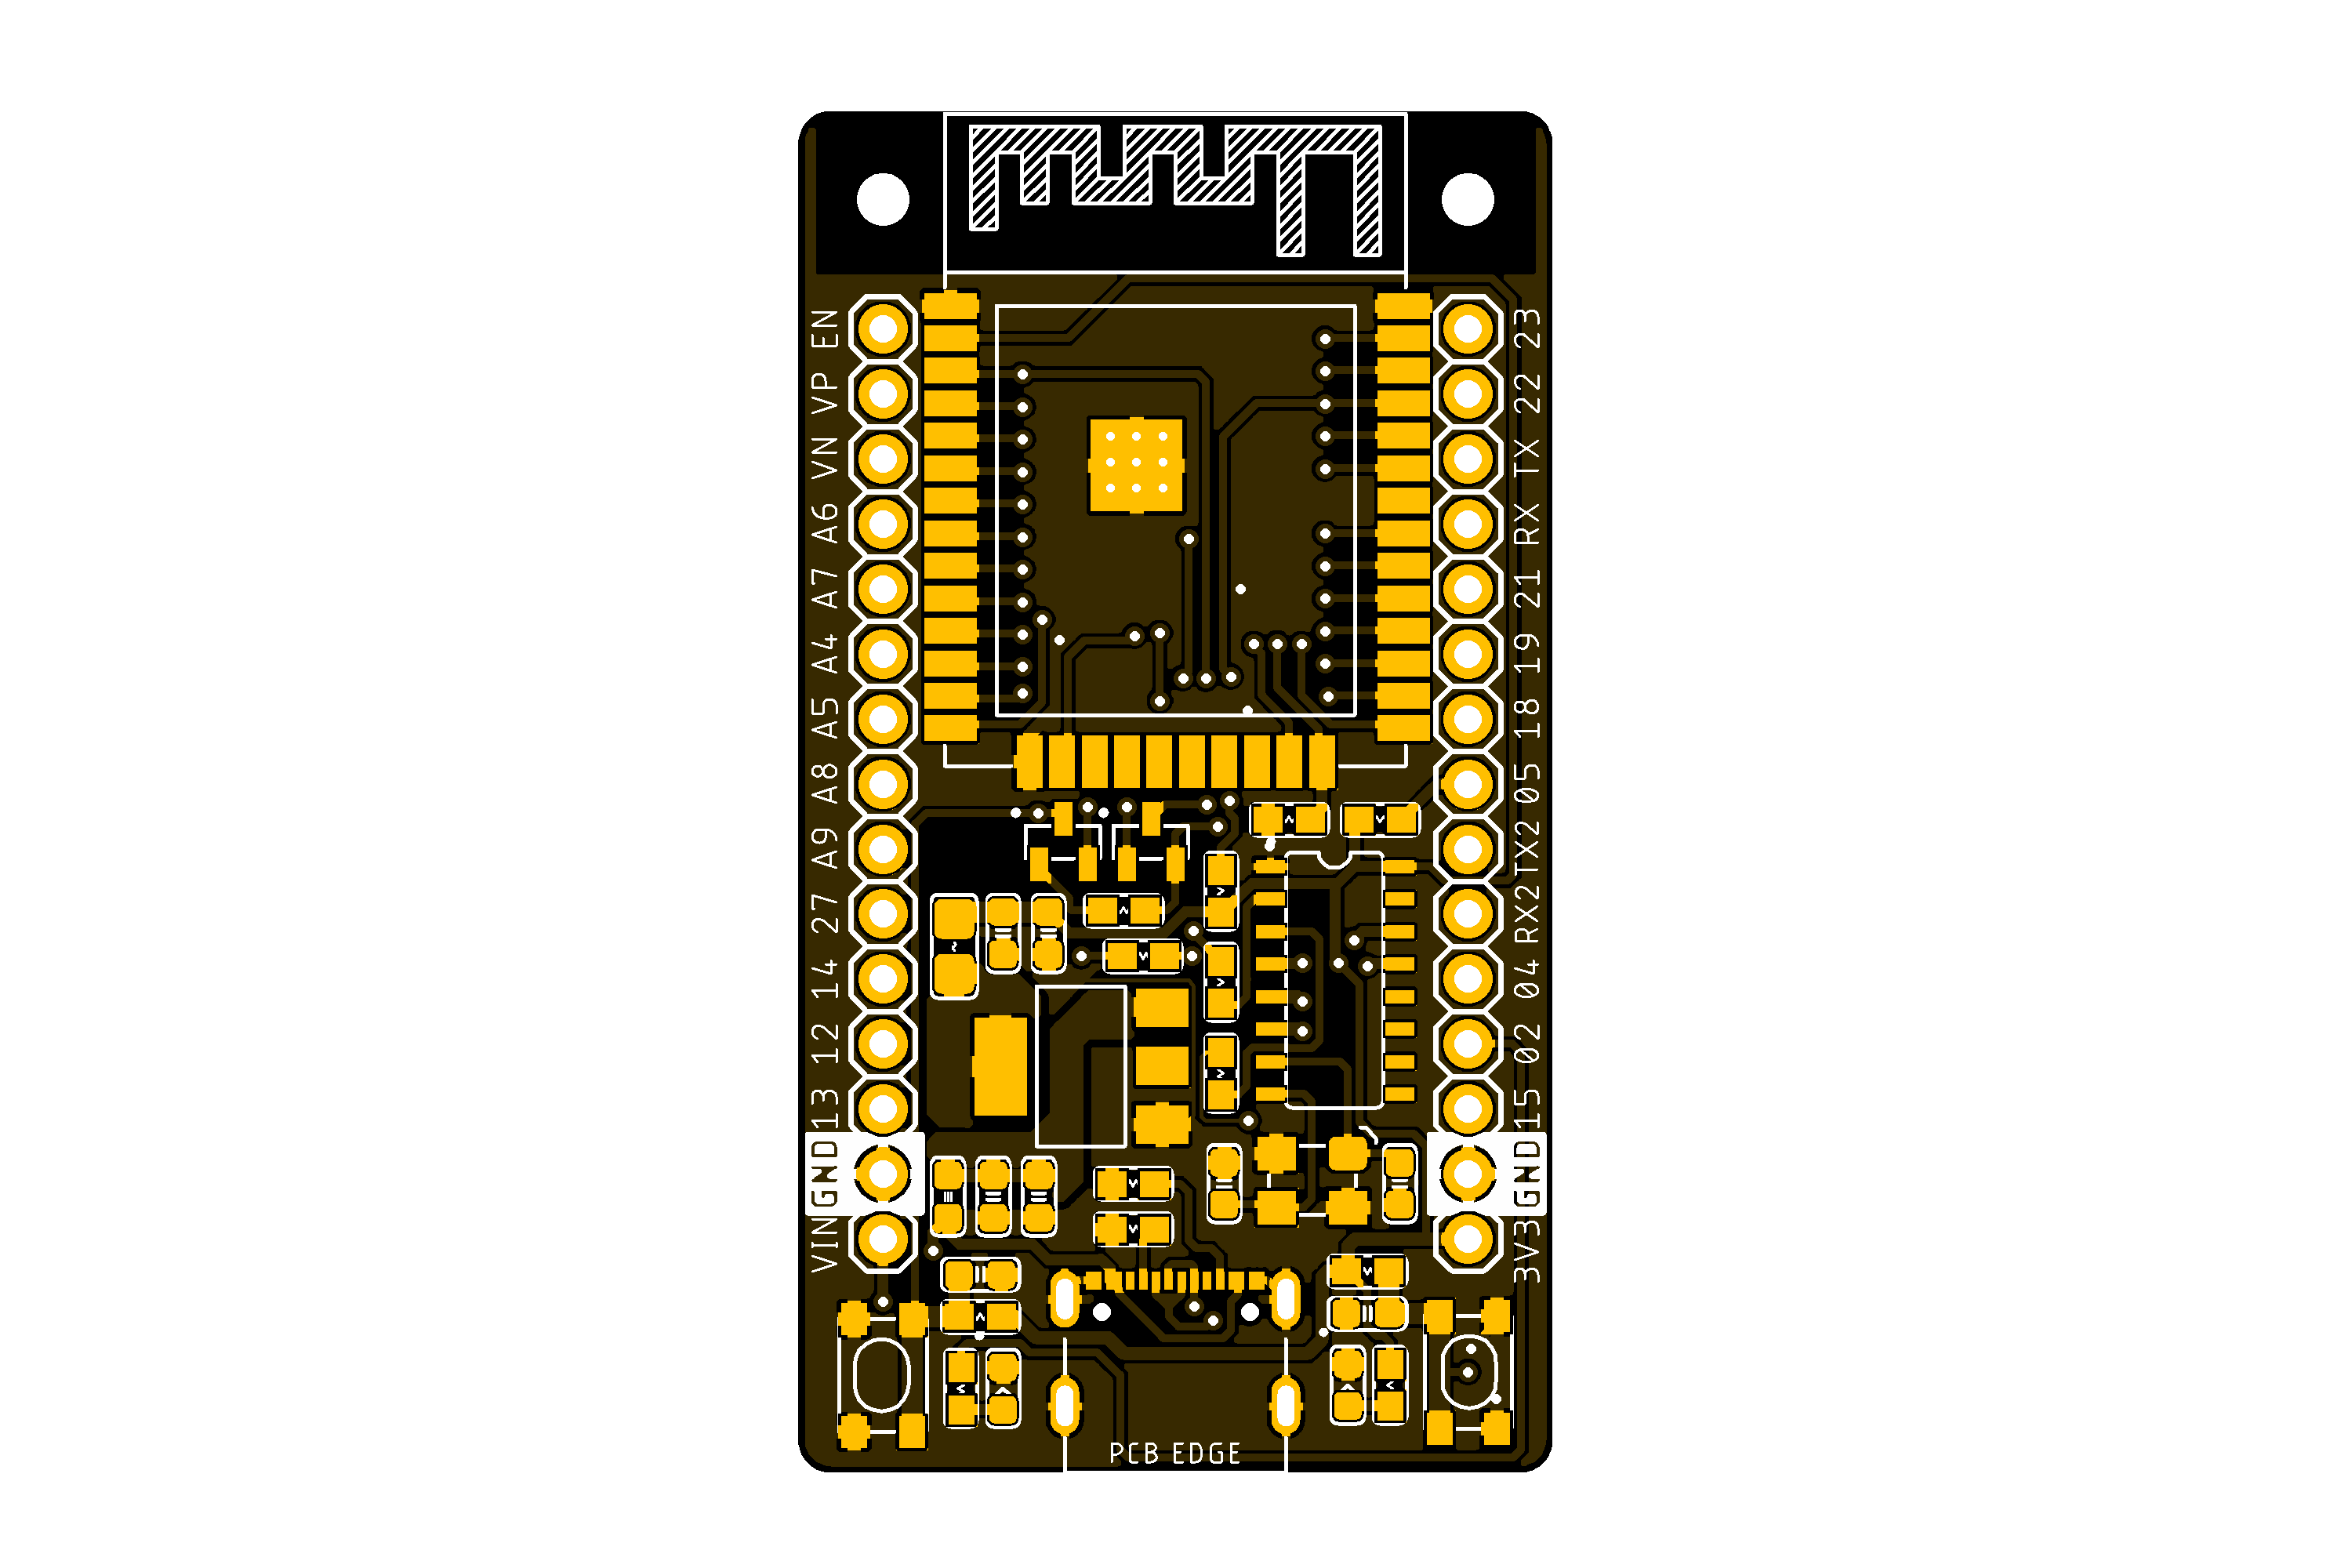 EN
VP
VN
A6
A7
A4
A5
A8
A9
27
14
12
13
GND
VIN
23
22
TX
RX
21
19
18
05
TX2
RX2
04
02
15
GND
3V3
PCB EDGE